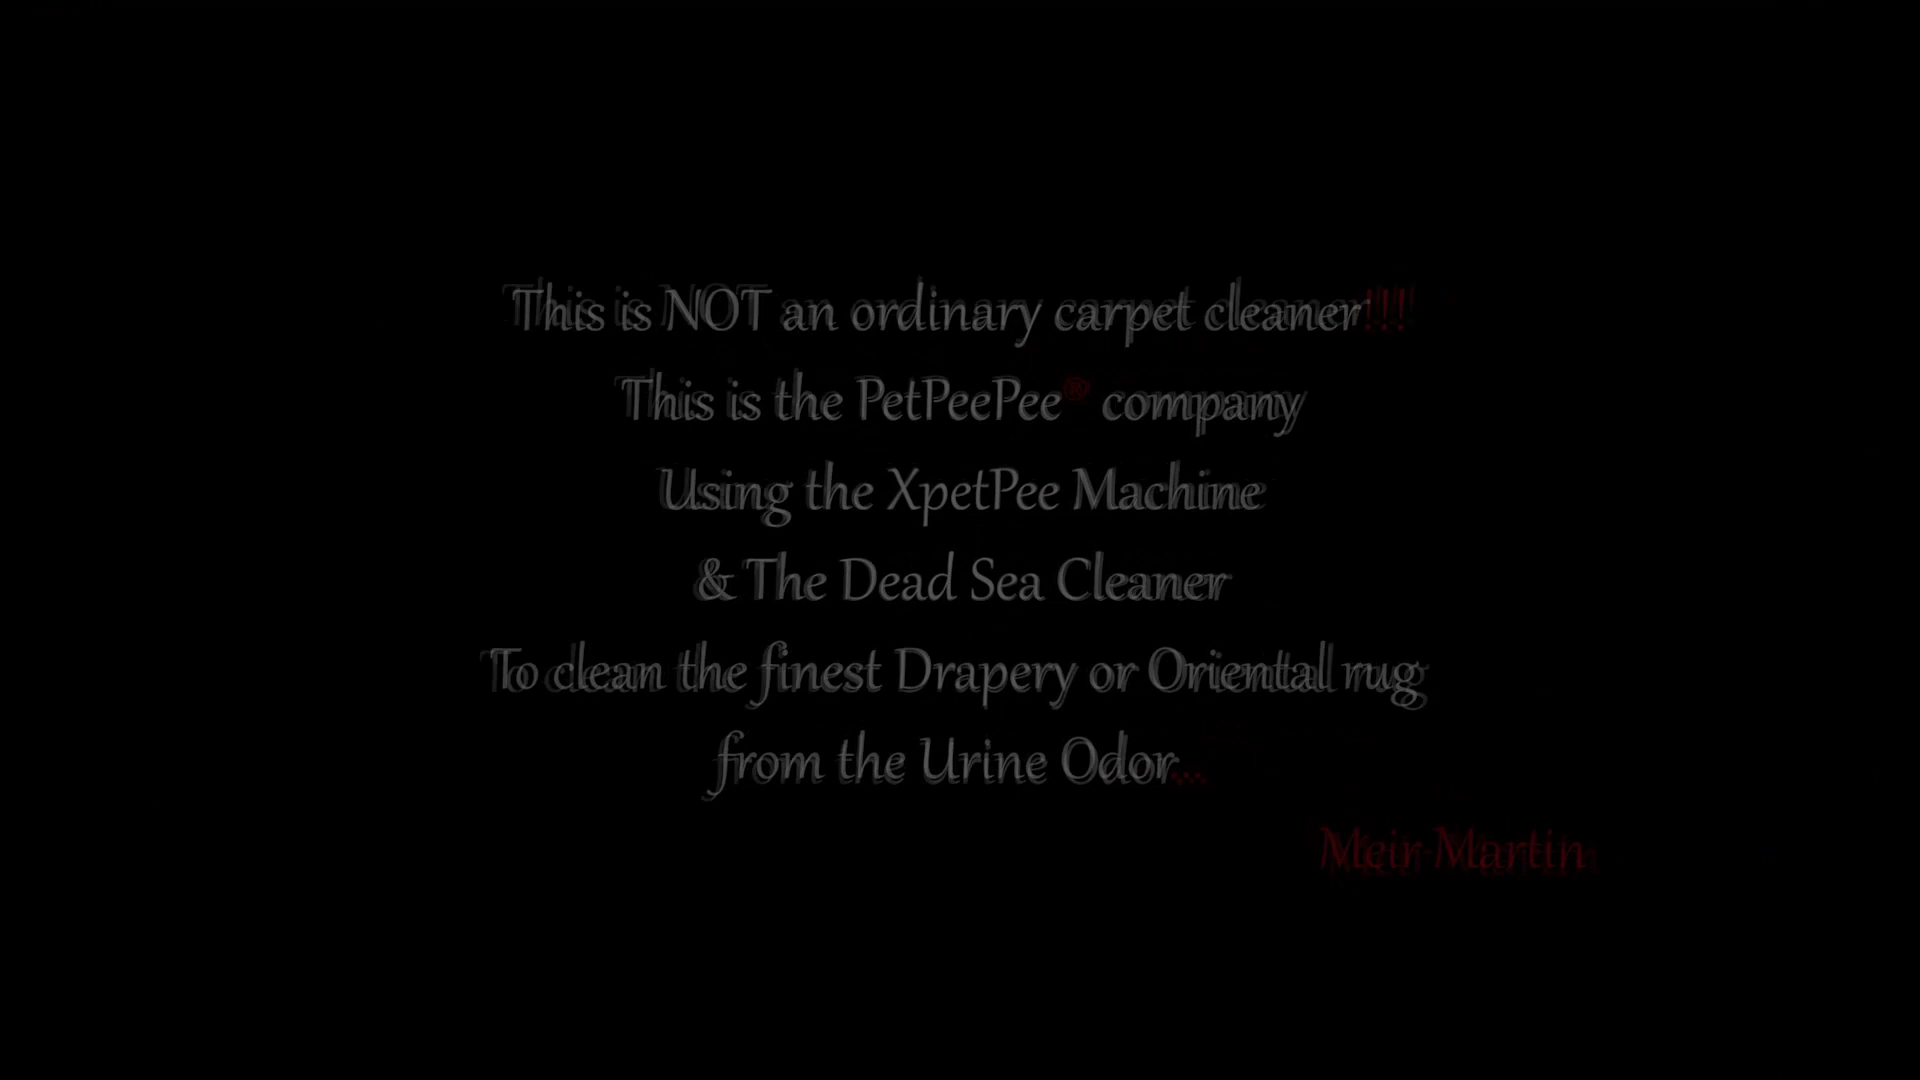 This is NOT an ordinary carpet cleaner!!!
This is the PetPeePee® company
Using the XpetPee Machine
& The Dead Sea Cleaner
To clean the finest Drapery or Oriental rug
from the Urine Odor...
Meir Martin